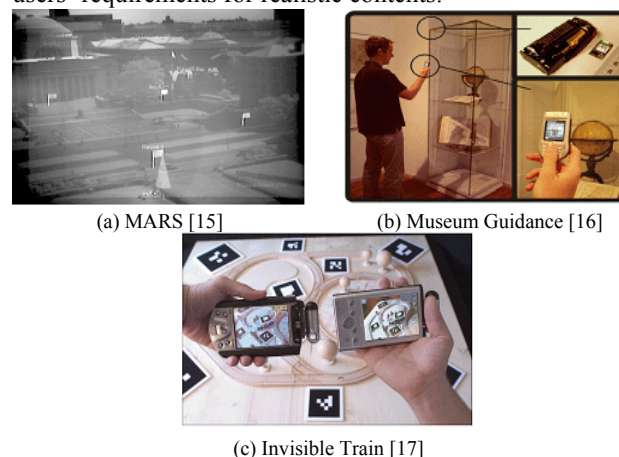 users' requirements for realistic contents.
(a) MARS [15]
(b) Museum Guidance [16]
(c) Invisible Train [17]